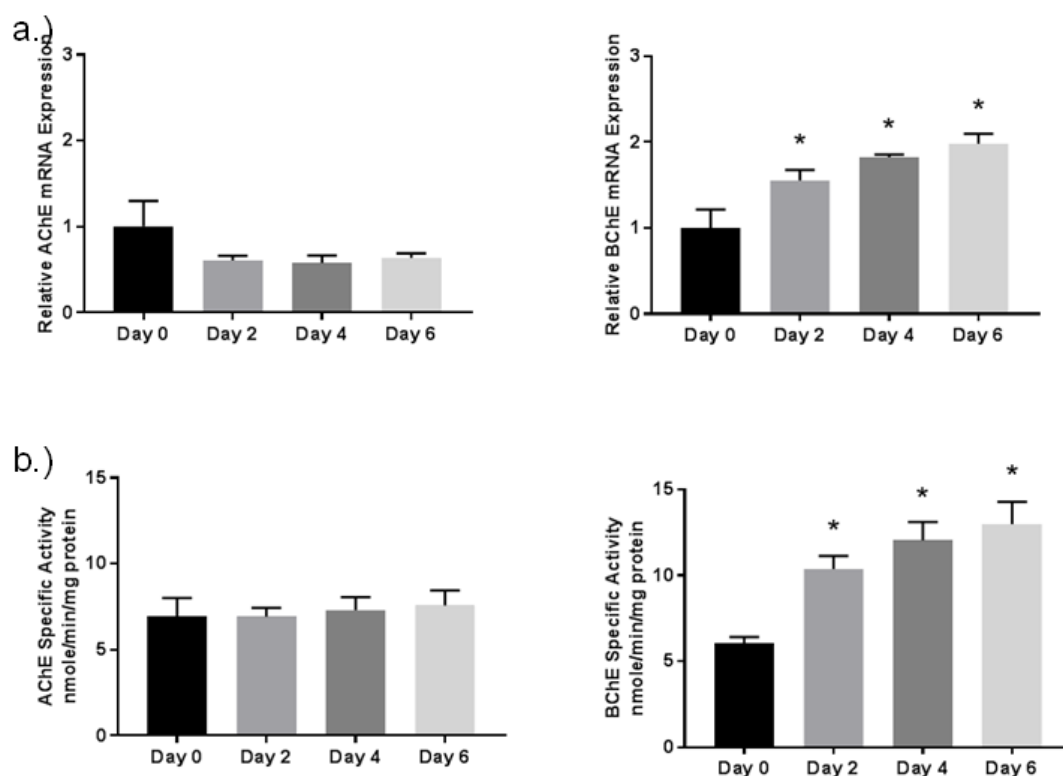 a.)
Relative AChE mRNA Expression
3
2
1
0
Day 0 Day 2 Day 4 Day 6
Relative BChE mRNA Expression
3
2
1
0
* * *
Day 0 Day 2 Day 4 Day 6
b.)
AChE Specific Activity
nmole/min/mg protein
15
10
5
0
Day 0 Day 2 Day 4 Day 6
BChE Specific Activity
nmole/min/mg protein
15
10
5
0
* * *
Day 0 Day 2 Day 4 Day 6